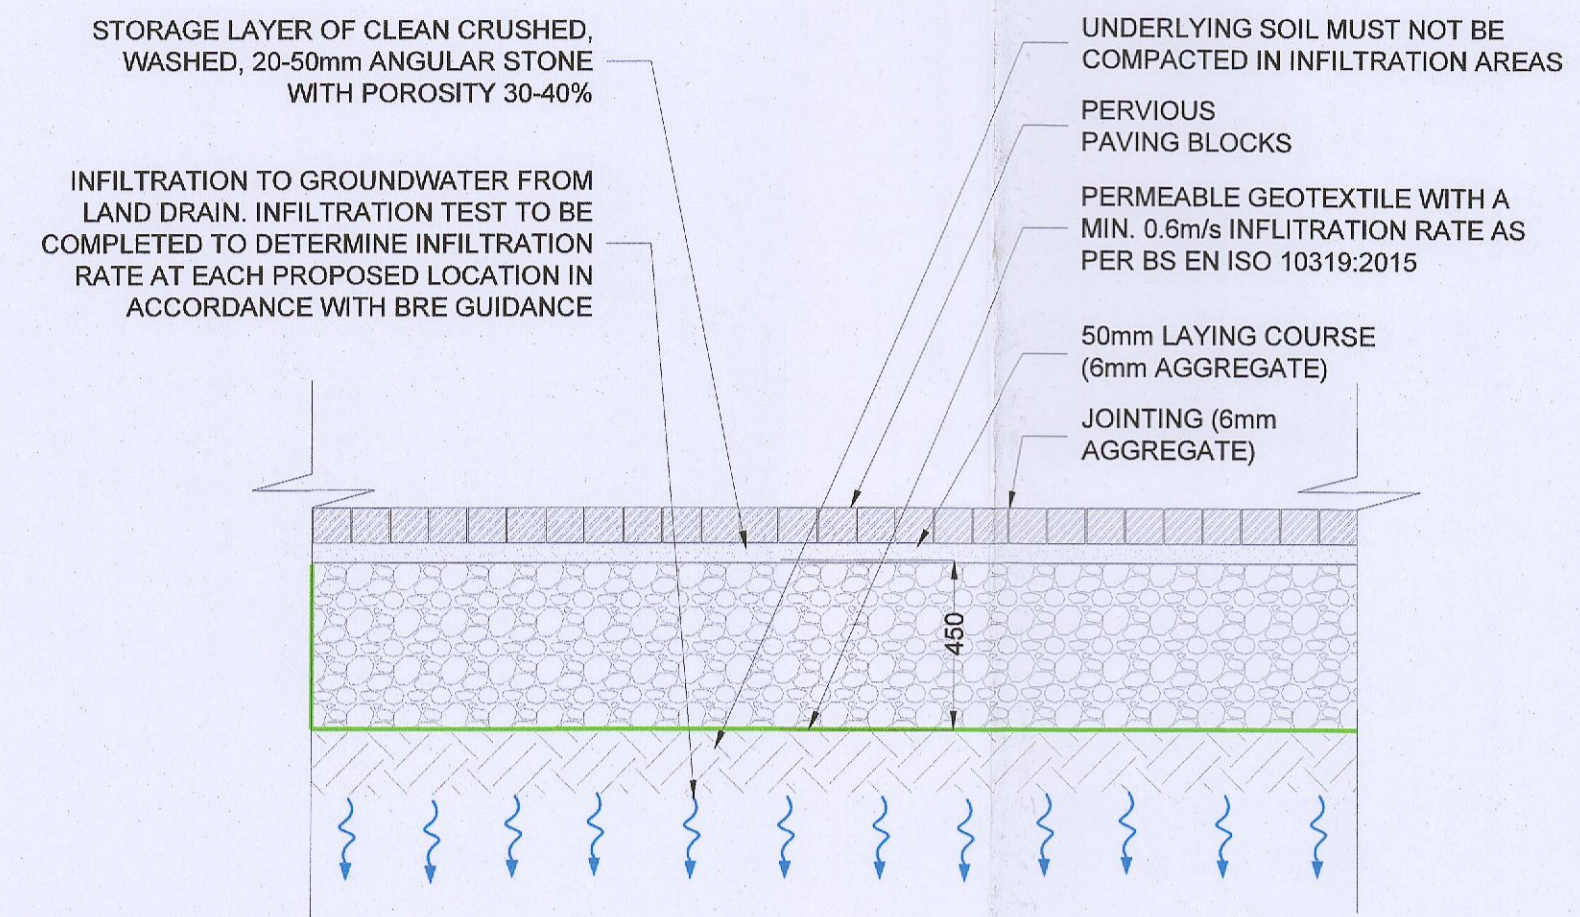 STORAGE LAYER OF CLEAN CRUSHED,
WASHED, 20-50mm ANGULAR STONE
WITH POROSITY 30-40%
INFILTRATION TO GROUNDWATER FROM
LAND DRAIN. INFILTRATION TEST TO BE
COMPLETED TO DETERMINE INFILTRATION
RATE AT EACH PROPOSED LOCATION IN
ACCORDANCE WITH BRE GUIDANCE
UNDERLYING SOIL MUST NOT BE
COMPACTED IN INFILTRATION AREAS
PERVIOUS
PAVING BLOCKS
PERMEABLE GEOTEXTILE WITH A
MIN. 0.6m/s INFLITRATION RATE AS
PER BS EN ISO 10319:2015
50mm LAYING COURSE
(6mm AGGREGATE)
JOINTING (6mm
AGGREGATE)
450